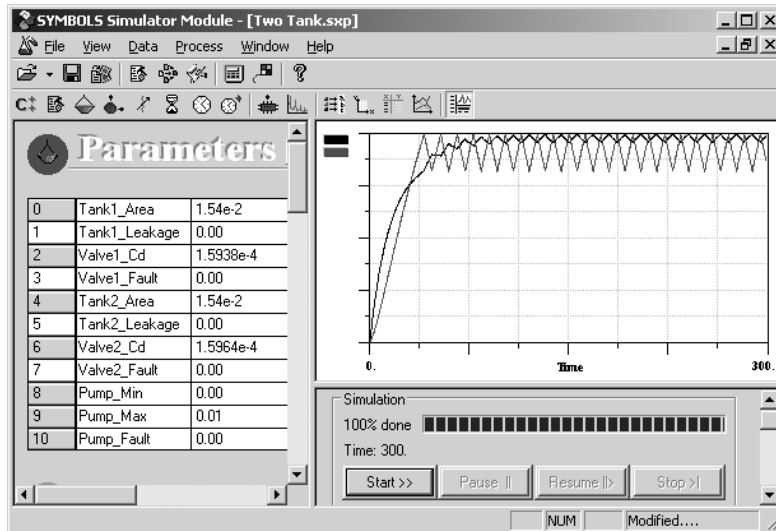 SYMBOLS Simulator Module - [Two Tank.sxp]
File View Data Process Window Help
Parameters
0 Tank1_Area 1.54e-2
1 Tank1_Leakage 0.00
2 Valve1_Cd 1.5938e-4
3 Valve1_Fault 0.00
4 Tank2_Area 1.54e-2
5 Tank2_Leakage 0.00
6 Valve2_Cd 1.5964e-4
7 Valve2_Fault 0.00
8 Pump_Min 0.00
9 Pump_Max 0.01
10 Pump_Fault 0.00
0. Time 300.
Simulation
100% done
Time: 300.
Start >> Pause || Resume ||> Stop >|
NUM Modified....